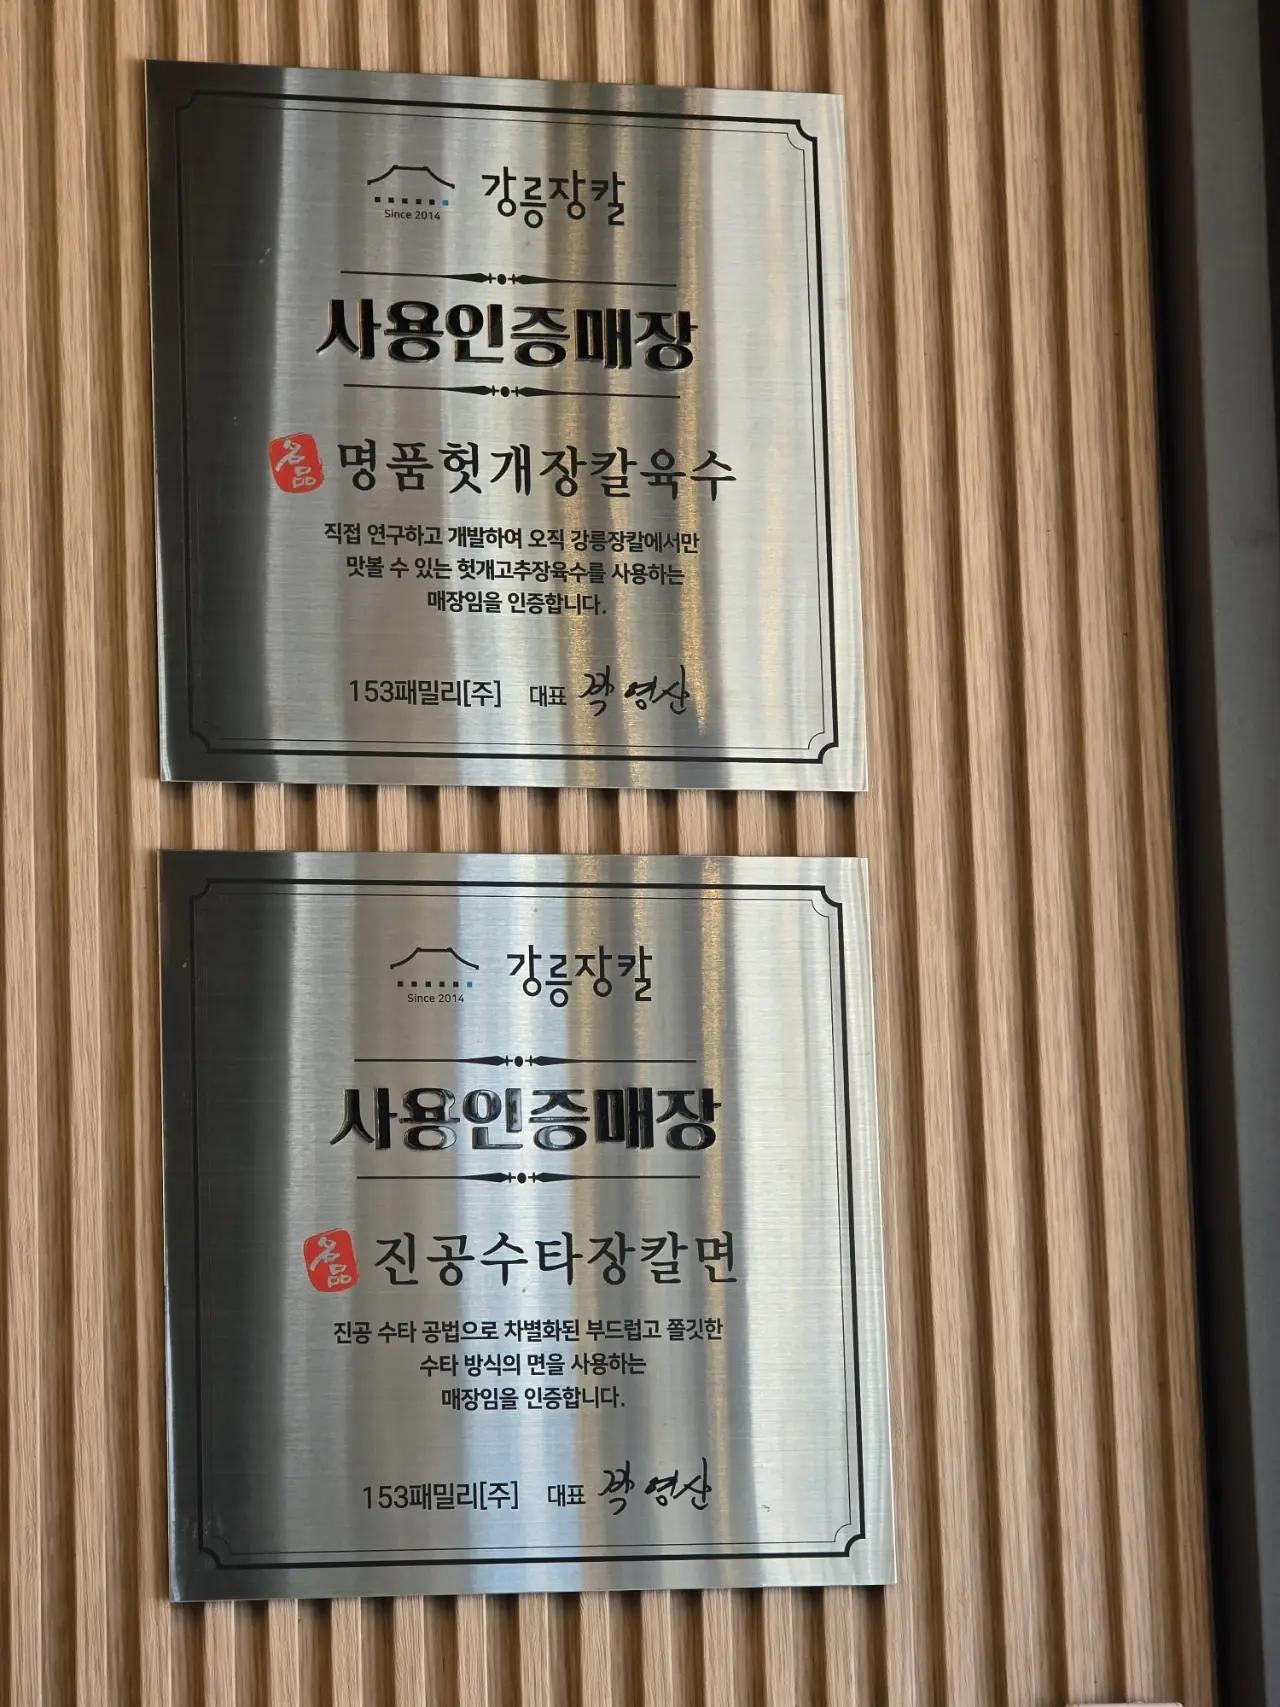 강릉장칼
Since 2014
사용인증매장
名品 명품헛개장칼육수
직접 연구하고 개발하여 오직 강릉장칼에서만
맛볼 수 있는 헛개고추장육수를 사용하는
매장임을 인증합니다.
153패밀리[주] 대표 곽영산
강릉장칼
Since 2014
사용인증매장
名品 진공수타장칼면
진공 수타 공법으로 차별화된 부드럽고 쫄깃한
수타 방식의 면을 사용하는
매장임을 인증합니다.
153패밀리[주] 대표 곽영산